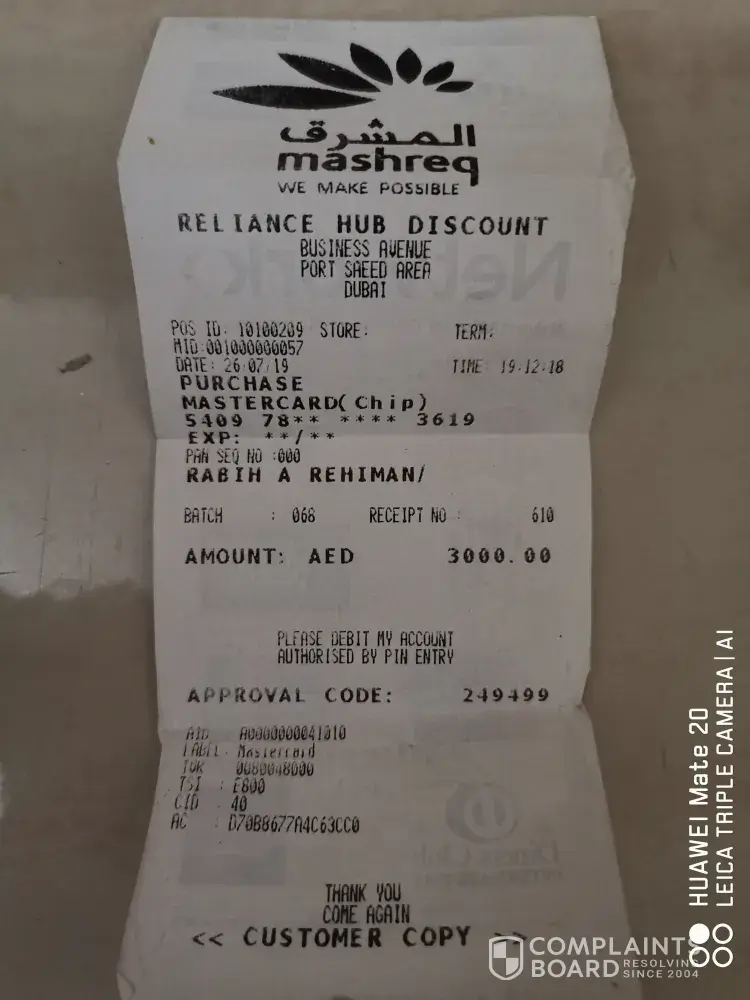 المشرق
mashreq
WE MAKE POSSIBLE
RELIANCE HUB DISCOUNT
BUSINESS AVENUE
PORT SAEED AREA
DUBAI
POS ID: 10100209 STORE: TERM:
MID:001000000057
DATE: 26/07/19 TIME: 19:12:18
PURCHASE
MASTERCARD(Chip)
5409 78** **** 3619
EXP: **/**
PAN SEQ NO :000
RABIH A REHIMAN/
BATCH : 068 RECEIPT NO : 610
AMOUNT: AED 3000.00
PLEASE DEBIT MY ACCOUNT
AUTHORISED BY PIN ENTRY
APPROVAL CODE: 249499
AID A0000000041010
LABEL: Mastercard
0080048000
TSI : E800
CID 40
AC : D70B8677A4C63CC0
THANK YOU
COME AGAIN
<< CUSTOMER COPY >>
COMPLAINTS
BOARD RESOLVING
SINCE 2004
HUAWEI Mate 20
LEICA TRIPLE CAMERA | AI